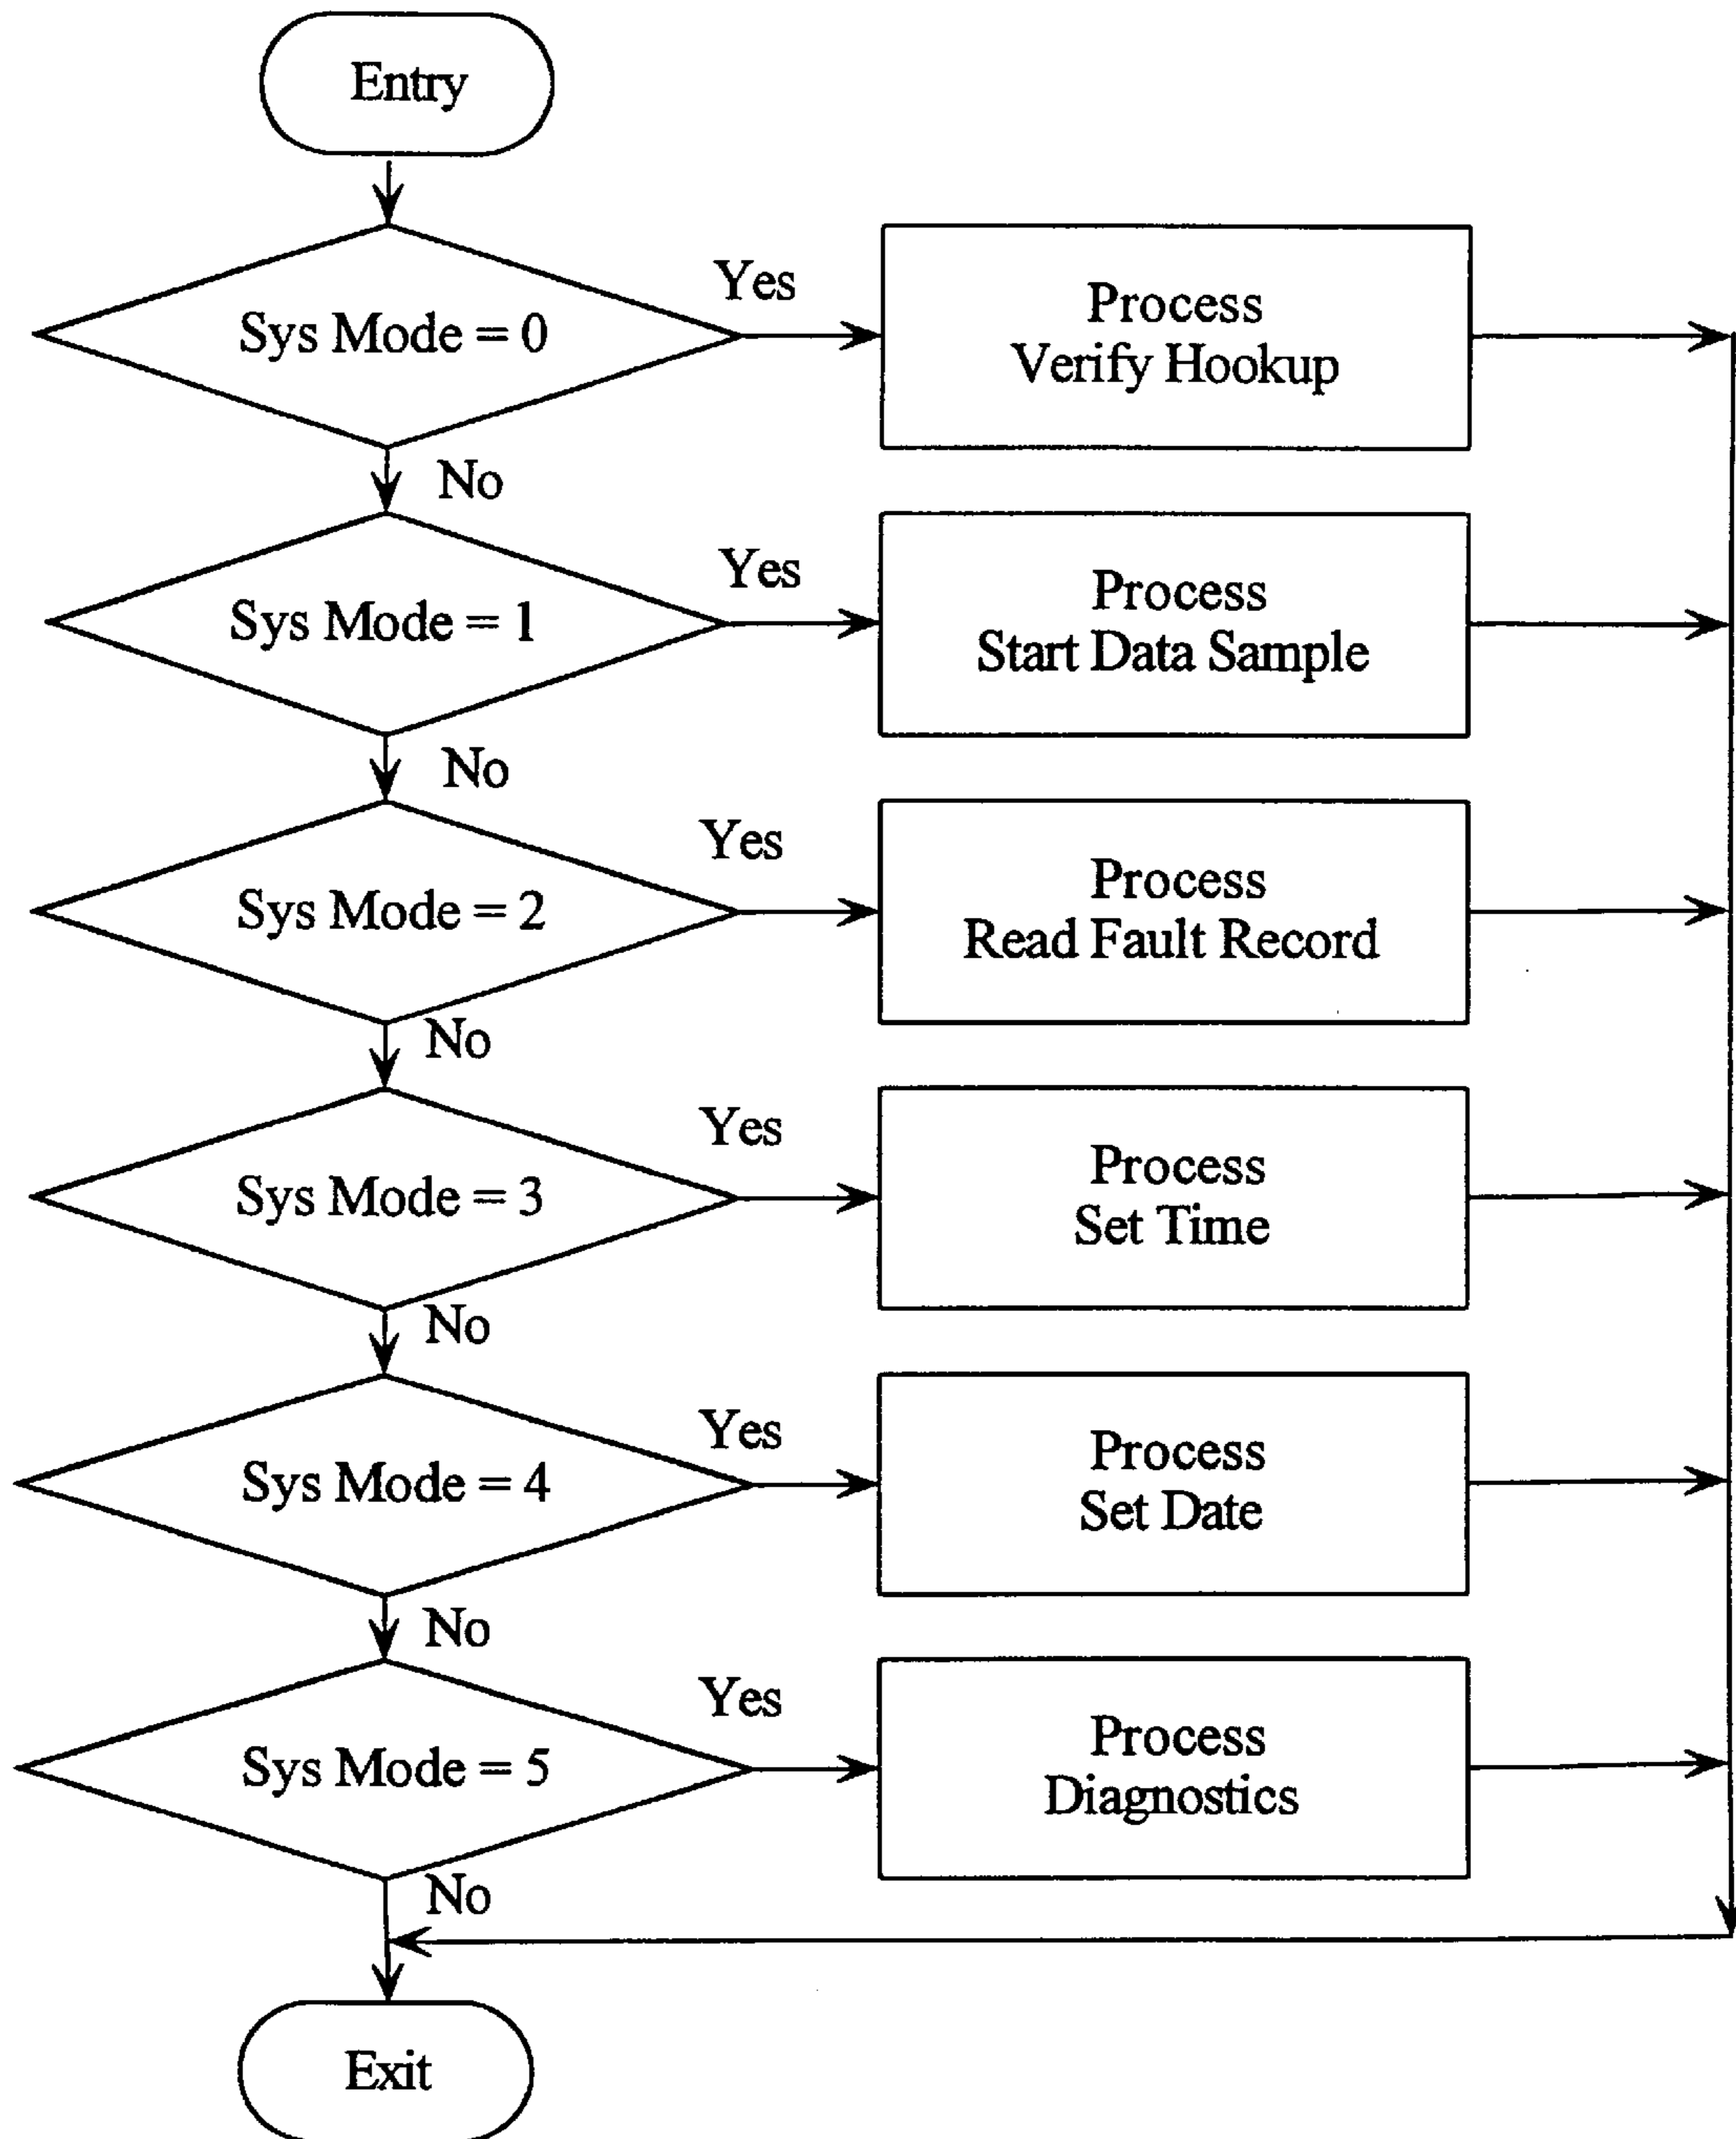 Entry
Sys Mode = 0
Yes
Process
Verify Hookup
No
Sys Mode = 1
Yes
Process
Start Data Sample
No
Sys Mode = 2
Yes
Process
Read Fault Record
No
Sys Mode = 3
Yes
Process
Set Time
No
Sys Mode = 4
Yes
Process
Set Date
No
Sys Mode = 5
Yes
Process
Diagnostics
No
Exit